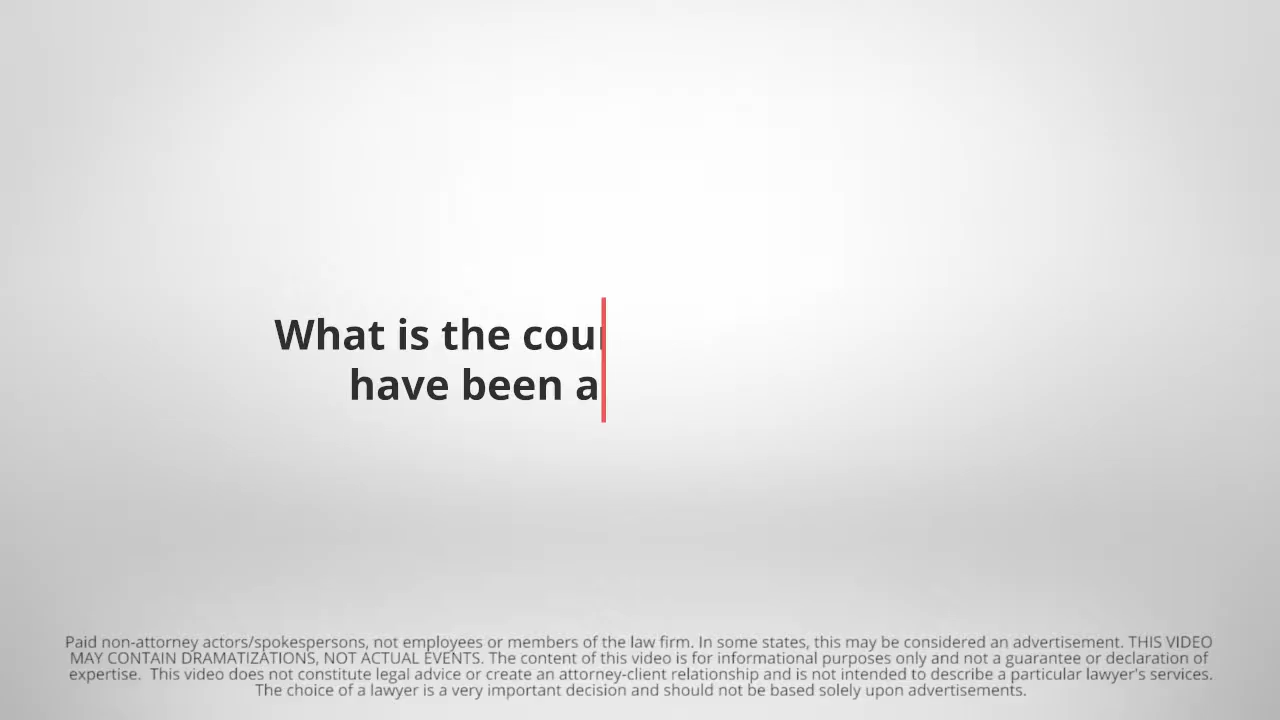 What is the cou
have been a
Paid non-attorney actors/spokespersons, not employees or members of the law firm. In some states, this may be considered an advertisement. THIS VIDEO
MAY CONTAIN DRAMATIZATIONS, NOT ACTUAL EVENTS. The content of this video is for informational purposes only and not a guarantee or declaration of
expertise.  This video does not constitute legal advice or create an attorney-client relationship and is not intended to describe a particular lawyer's services.
The choice of a lawyer is a very important decision and should not be based solely upon advertisements.